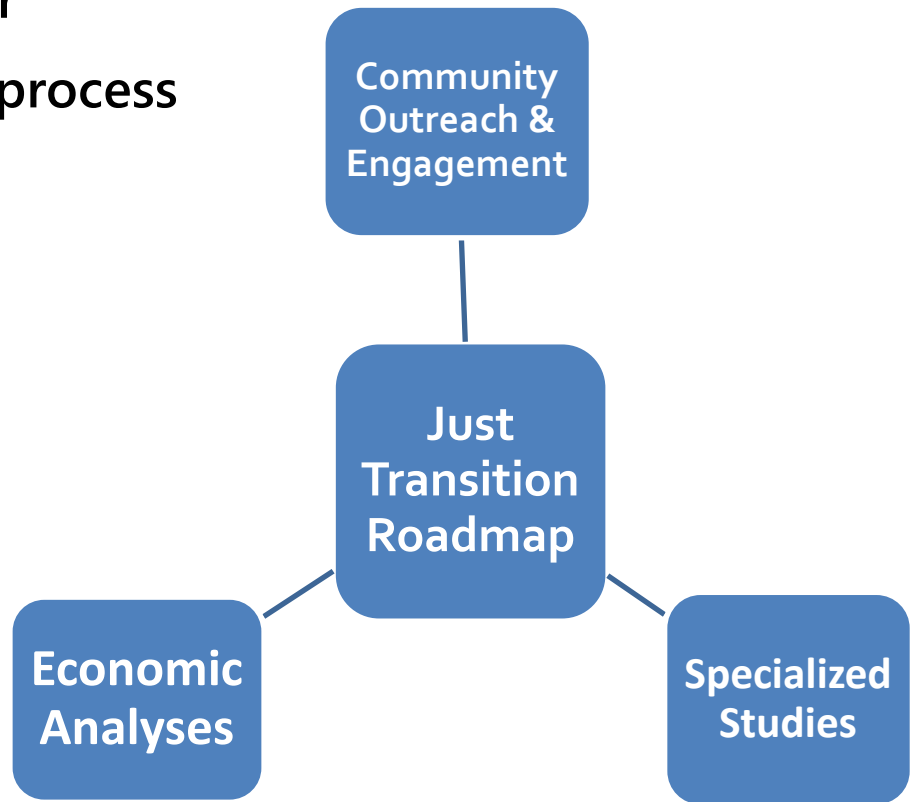 r
process
Community
Outreach &
Engagement
Just
Transition
Roadmap
Economic
Analyses
Specialized
Studies